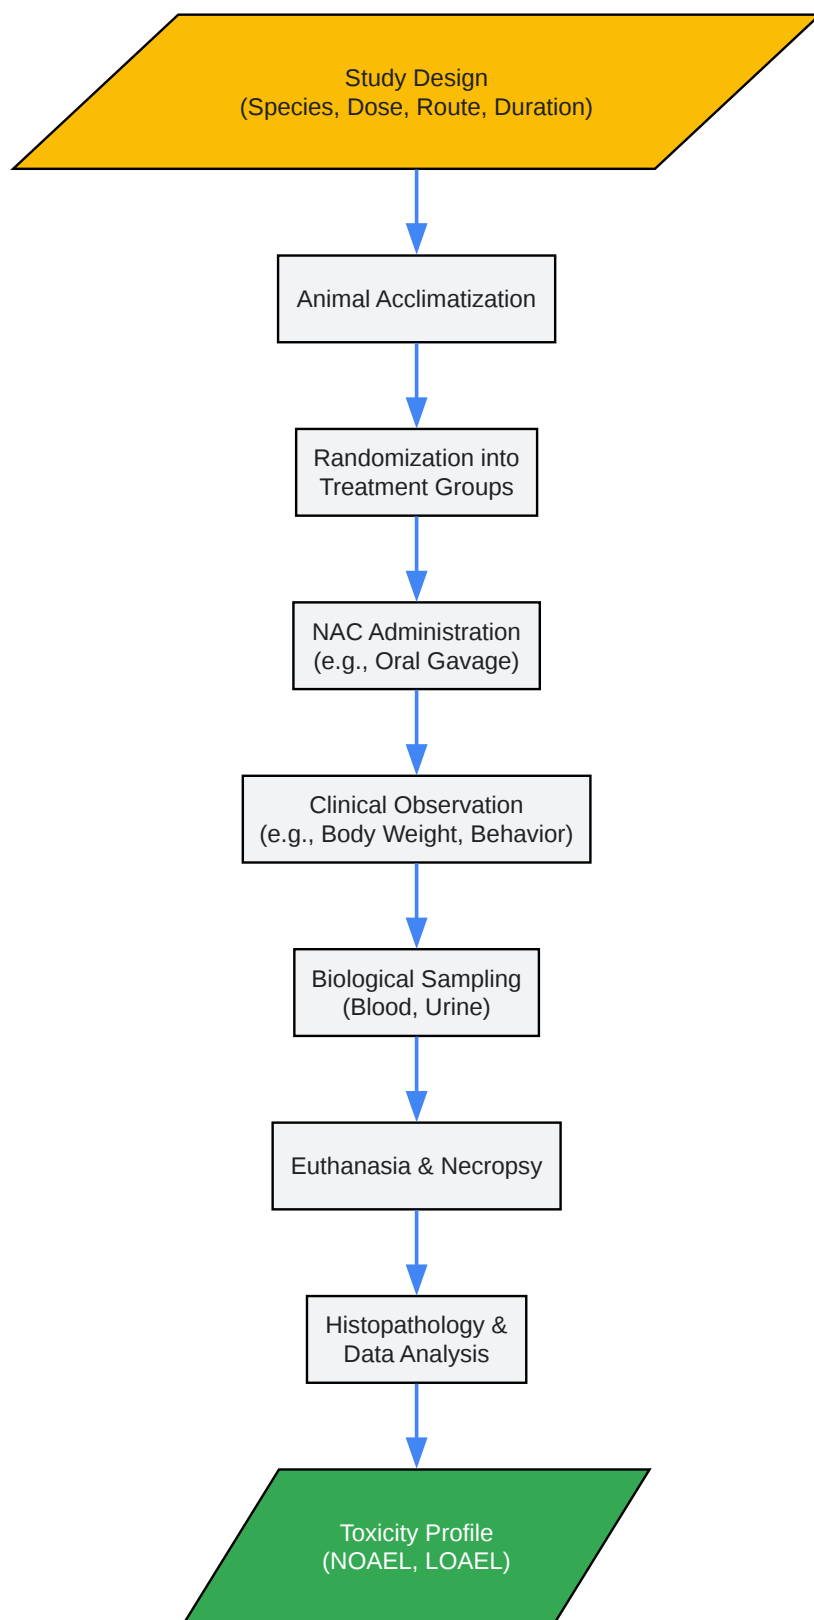 Study Design
(Species, Dose, Route, Duration)
Animal Acclimatization
Randomization into
Treatment Groups
NAC Administration
(e.g., Oral Gavage)
Clinical Observation
(e.g., Body Weight, Behavior)
Biological Sampling
(Blood, Urine)
Euthanasia & Necropsy
Histopathology &
Data Analysis
Toxicity Profile
(NOAEL, LOAEL)